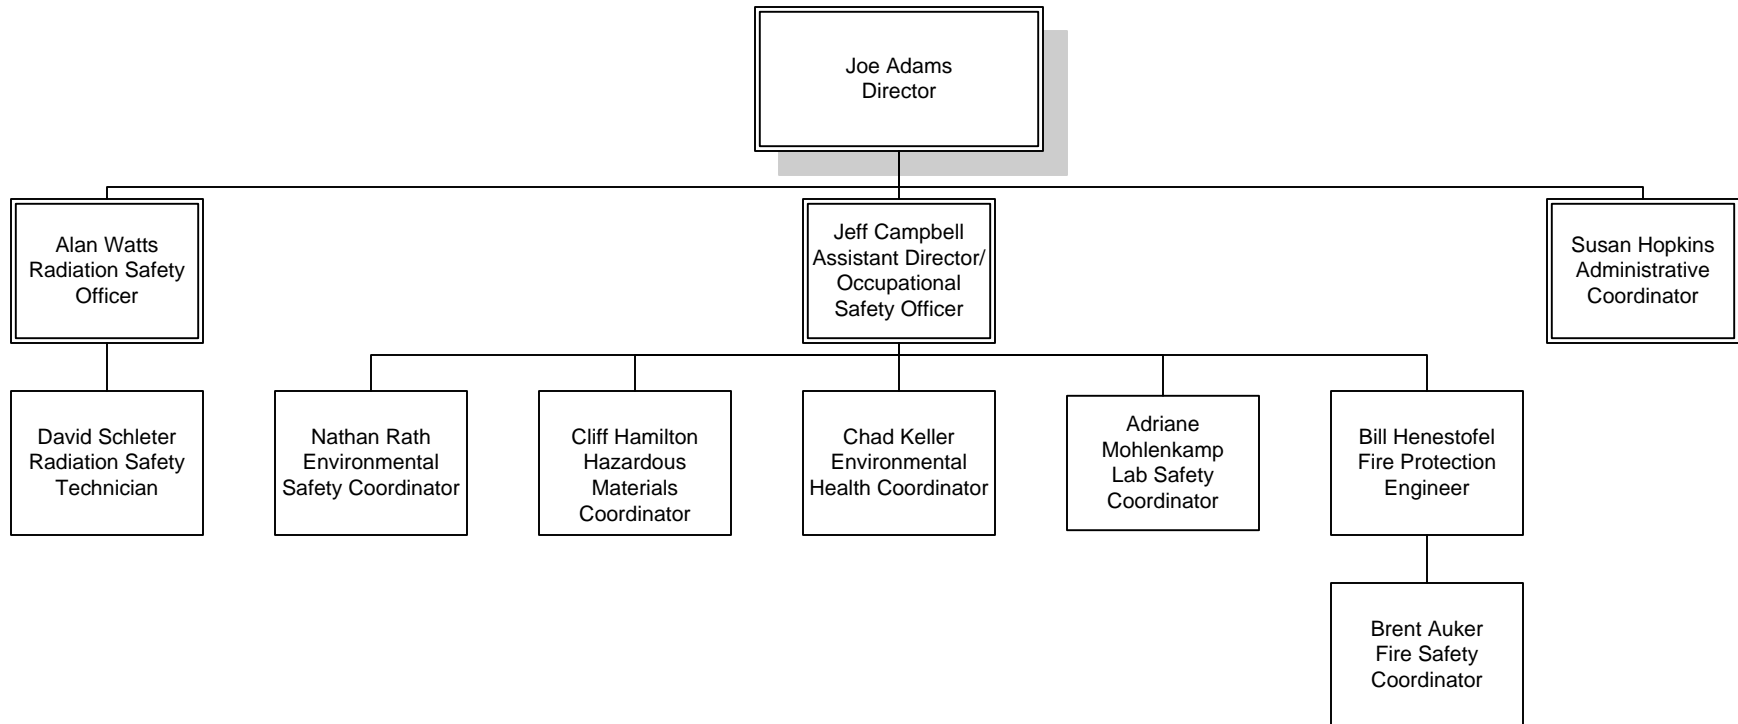 Joe Adams
Director
Alan Watts
Radiation Safety
Officer
Jeff Campbell
Assistant Director/
Occupational
Safety Officer
Susan Hopkins
Administrative
Coordinator
David Schleter
Radiation Safety
Technician
Nathan Rath
Environmental
Safety Coordinator
Cliff Hamilton
Hazardous
Materials
Coordinator
Chad Keller
Environmental
Health Coordinator
Adriane
Mohlenkamp
Lab Safety
Coordinator
Bill Henestofel
Fire Protection
Engineer
Brent Auker
Fire Safety
Coordinator